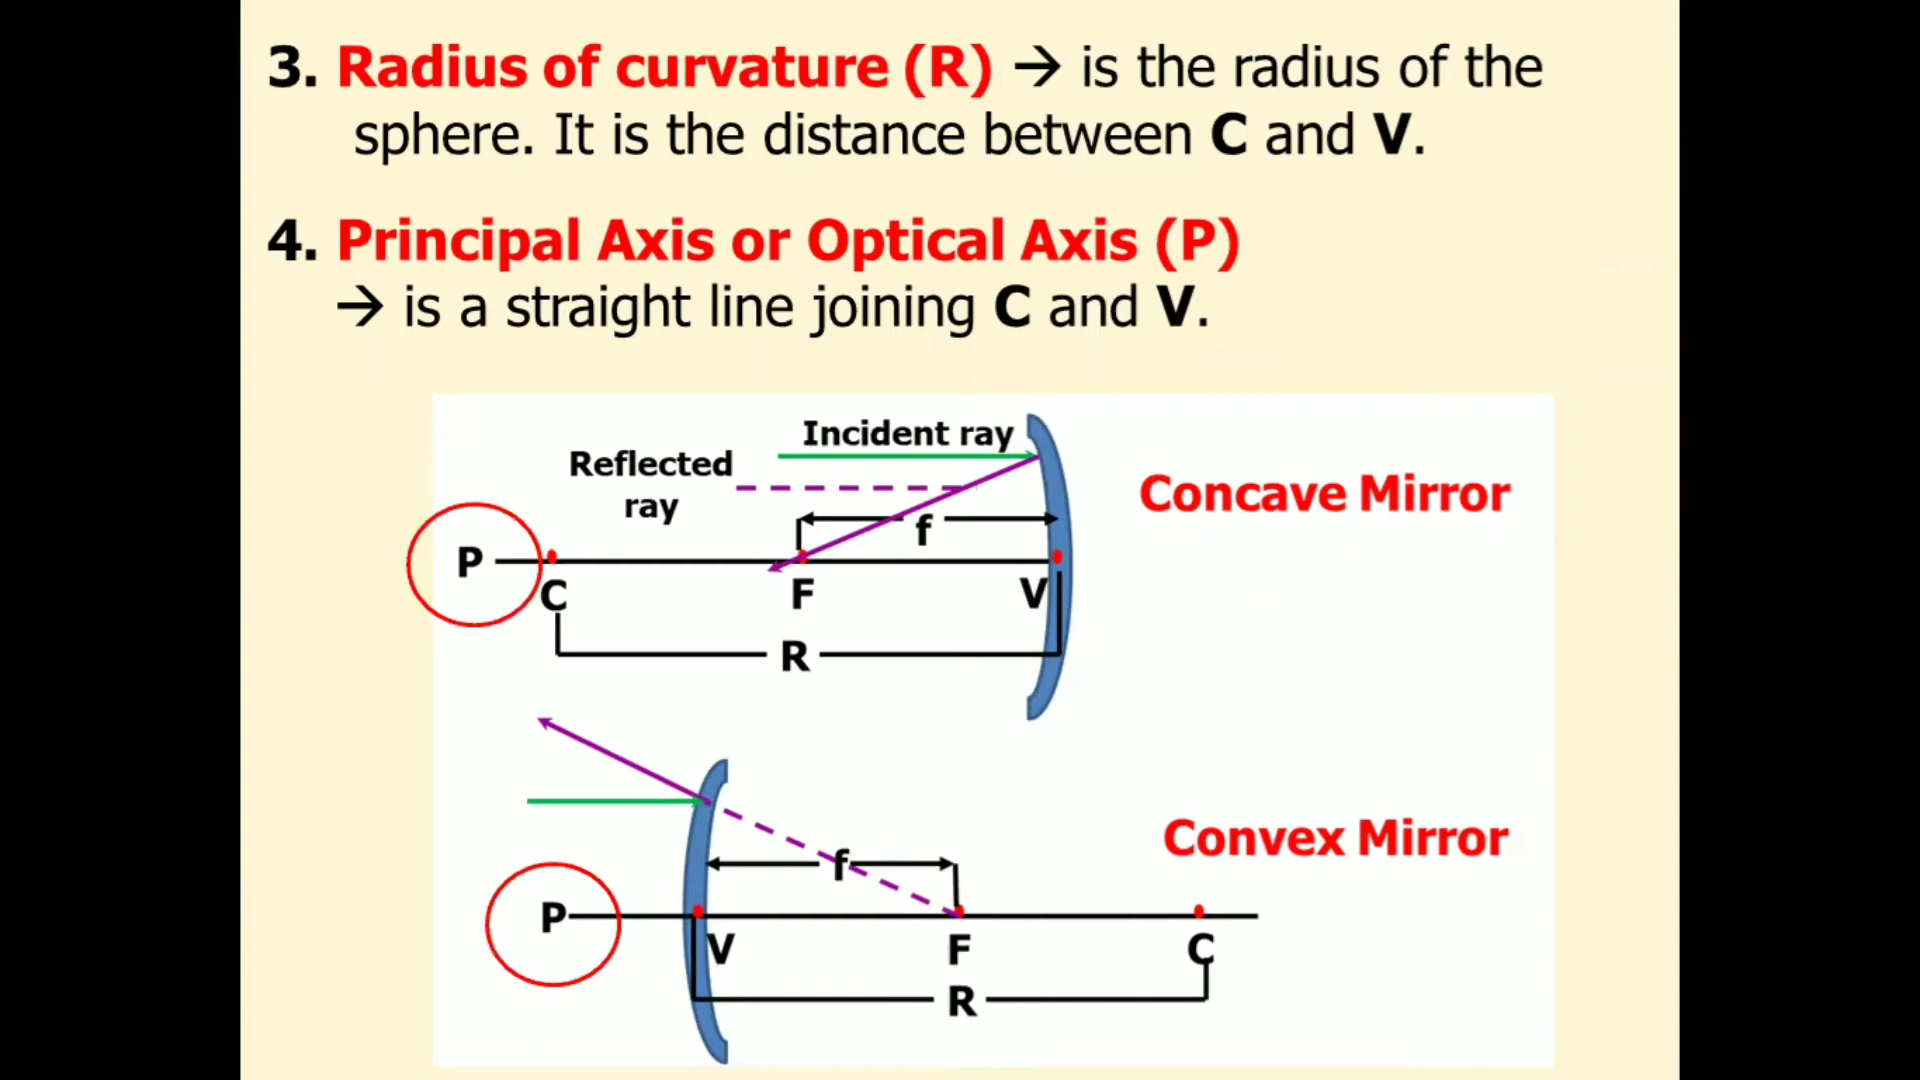 3. Radius of curvature (R) → is the radius of the
sphere. It is the distance between C and V.
4. Principal Axis or Optical Axis (P)
→ is a straight line joining C and V.
Incident ray
Reflected
ray
Concave Mirror
f
P
C
F
V
R
Convex Mirror
f
P
V
F
C
R